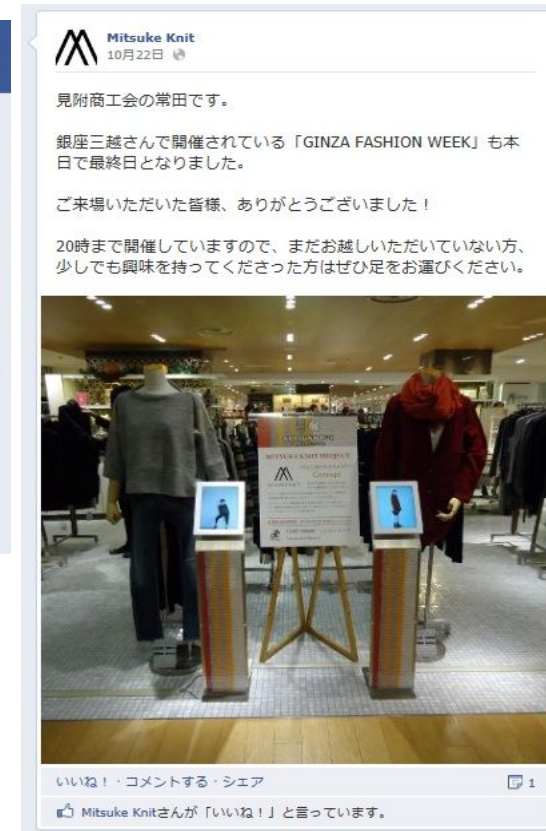 Mitsuke Knit
10月22日
見附商工会の常田です。
銀座三越さんで開催されている「GINZA FASHION WEEK」も本
日で最終日となりました。
ご来場いただいた皆様、ありがとうございました！
20時まで開催していますので、まだお越しいただいていない方、
少しでも興味を持ってくださった方はぜひ足をお運びください。
MITSUKE KNIT PROJECT
Concept
いいね！・コメントする・シェア
1
Mitsuke Knitさんが「いいね！」と言っています。